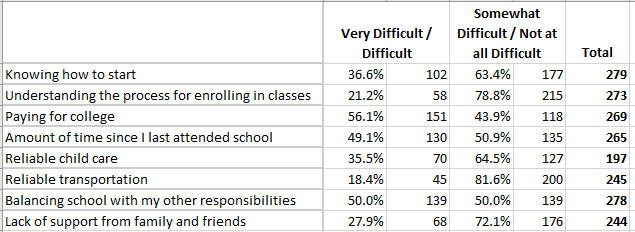 Very Difficult / Difficult Somewhat Difficult / Not at all Difficult Total
Knowing how to start 36.6% 102 63.4% 177 279
Understanding the process for enrolling in classes 21.2% 58 78.8% 215 273
Paying for college 56.1% 151 43.9% 118 269
Amount of time since I last attended school 49.1% 130 50.9% 135 265
Reliable child care 35.5% 70 64.5% 127 197
Reliable transportation 18.4% 45 81.6% 200 245
Balancing school with my other responsibilities 50.0% 139 50.0% 139 278
Lack of support from family and friends 27.9% 68 72.1% 176 244